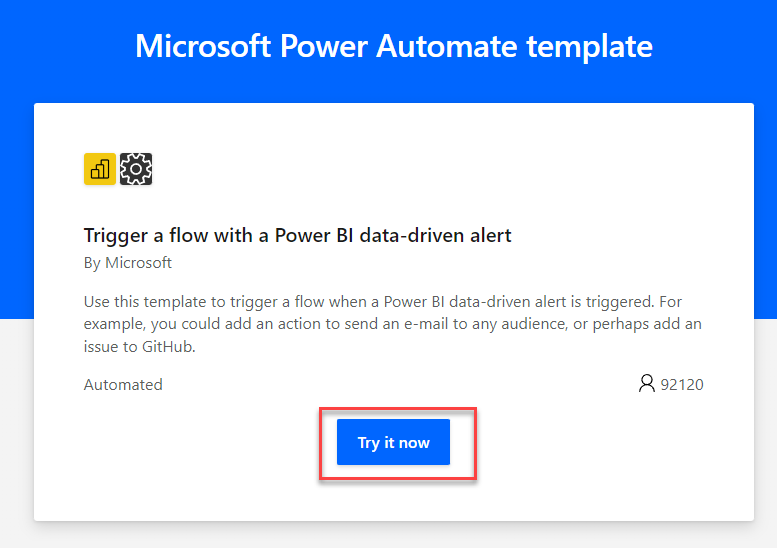 Microsoft Power Automate template
Trigger a flow with a Power BI data-driven alert
By Microsoft
Use this template to trigger a flow when a Power BI data-driven alert is triggered. For
example, you could add an action to send an e-mail to any audience, or perhaps add an
issue to GitHub.
Automated
92120
Try it now